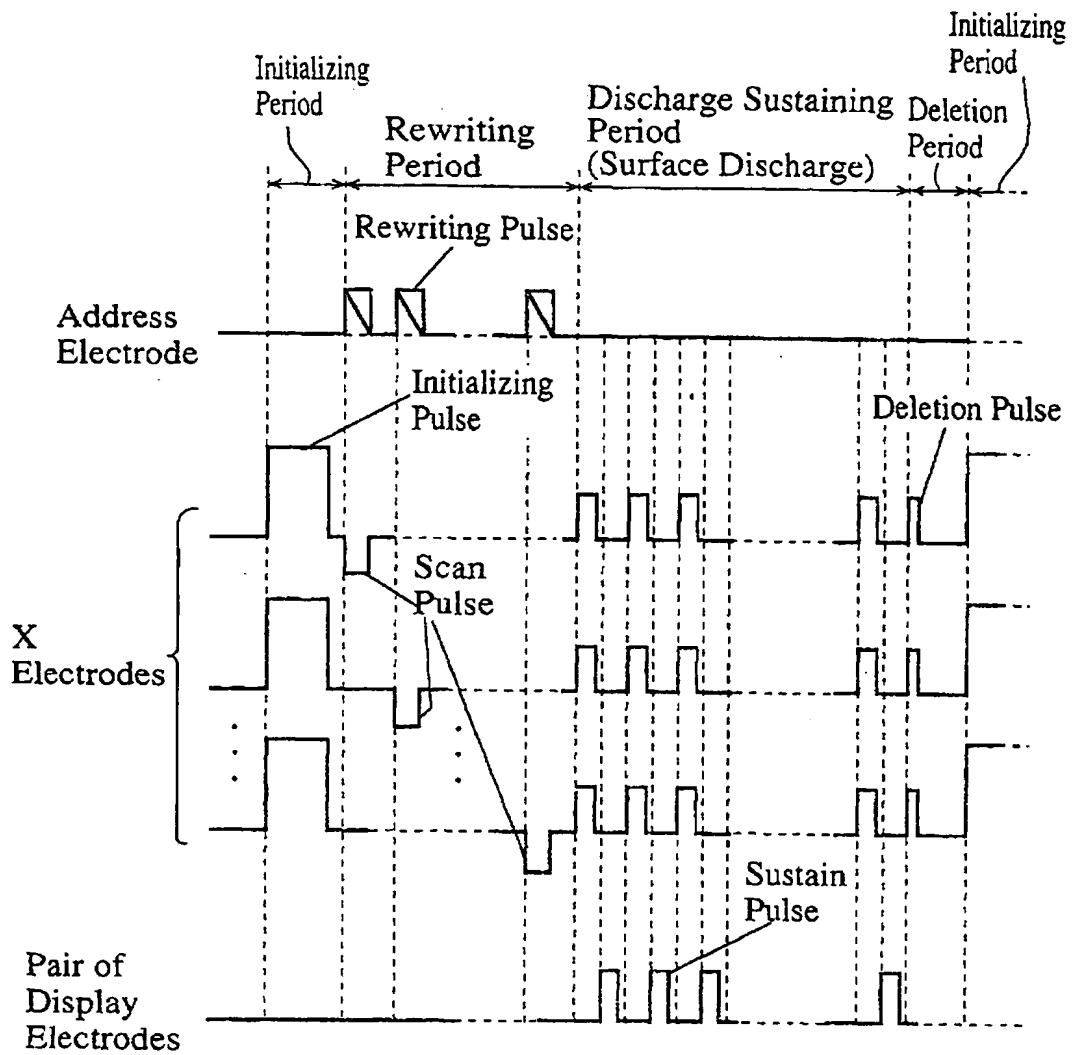 Initializing
Period
Rewriting
Period
Discharge Sustaining
Period
(Surface Discharge)
Deletion
Period
Initializing
Period
Rewriting Pulse
Address
Electrode
Initializing
Pulse
Deletion Pulse
Scan
Pulse
X
Electrodes
Sustain
Pulse
Pair of
Display
Electrodes